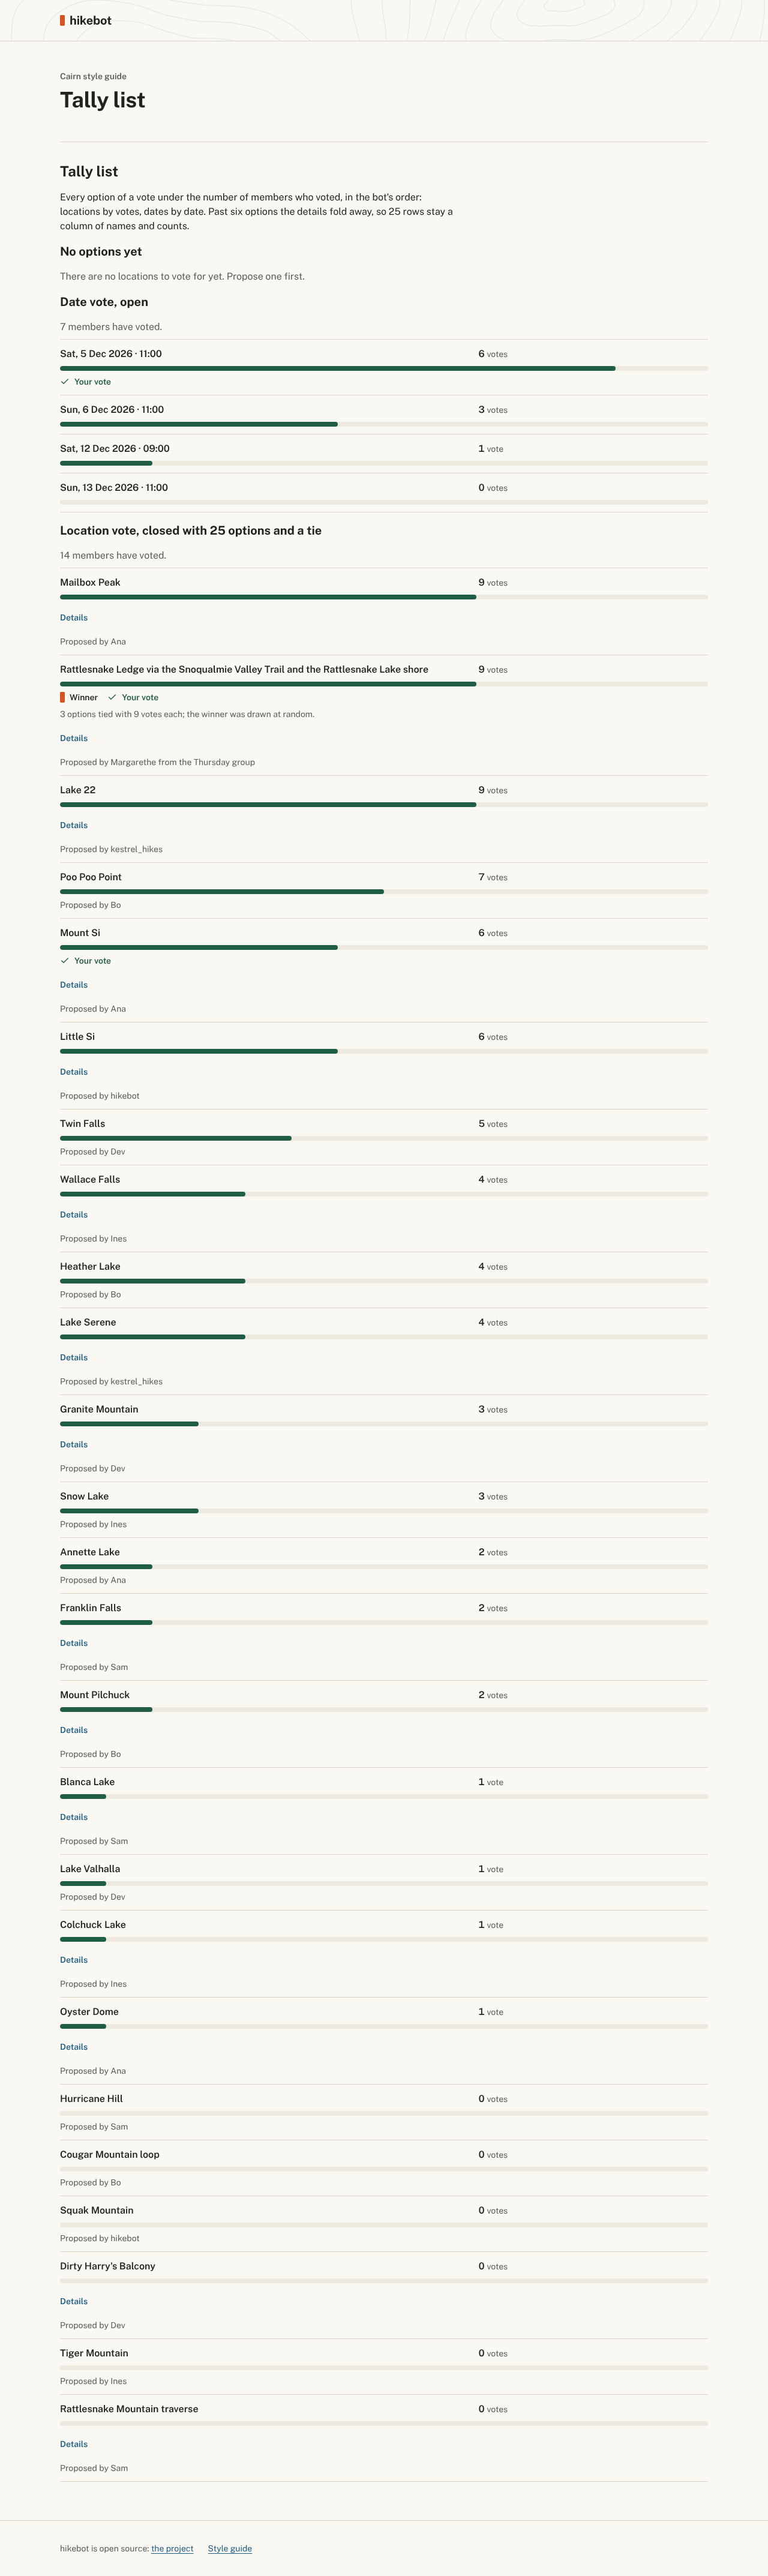 hikebot
Cairn style guide
Tally list
Tally list
Every option of a vote under the number of members who voted, in the bot's order:
locations by votes, dates by date. Past six options the details fold away, so 25 rows stay a
column of names and counts.
No options yet
There are no locations to vote for yet. Propose one first.
Date vote, open
7 members have voted.
Sat, 5 Dec 2026 · 11:00 6 votes
Your vote
Sun, 6 Dec 2026 · 11:00 3 votes
Sat, 12 Dec 2026 · 09:00 1 vote
Sun, 13 Dec 2026 · 11:00 0 votes
Location vote, closed with 25 options and a tie
14 members have voted.
Mailbox Peak 9 votes
Details
Proposed by Ana
Rattlesnake Ledge via the Snoqualmie Valley Trail and the Rattlesnake Lake shore 9 votes
Winner Your vote
3 options tied with 9 votes each; the winner was drawn at random.
Details
Proposed by Margarethe from the Thursday group
Lake 22 9 votes
Details
Proposed by kestrel_hikes
Poo Poo Point 7 votes
Proposed by Bo
Mount Si 6 votes
Your vote
Details
Proposed by Ana
Little Si 6 votes
Details
Proposed by hikebot
Twin Falls 5 votes
Proposed by Dev
Wallace Falls 4 votes
Details
Proposed by Ines
Heather Lake 4 votes
Proposed by Bo
Lake Serene 4 votes
Details
Proposed by kestrel_hikes
Granite Mountain 3 votes
Details
Proposed by Dev
Snow Lake 3 votes
Proposed by Ines
Annette Lake 2 votes
Proposed by Ana
Franklin Falls 2 votes
Details
Proposed by Sam
Mount Pilchuck 2 votes
Details
Proposed by Bo
Blanca Lake 1 vote
Details
Proposed by Sam
Lake Valhalla 1 vote
Proposed by Dev
Colchuck Lake 1 vote
Details
Proposed by Ines
Oyster Dome 1 vote
Details
Proposed by Ana
Hurricane Hill 0 votes
Proposed by Sam
Cougar Mountain loop 0 votes
Proposed by Bo
Squak Mountain 0 votes
Proposed by hikebot
Dirty Harry's Balcony 0 votes
Details
Proposed by Dev
Tiger Mountain 0 votes
Proposed by Ines
Rattlesnake Mountain traverse 0 votes
Details
Proposed by Sam
hikebot is open source: the project Style guide